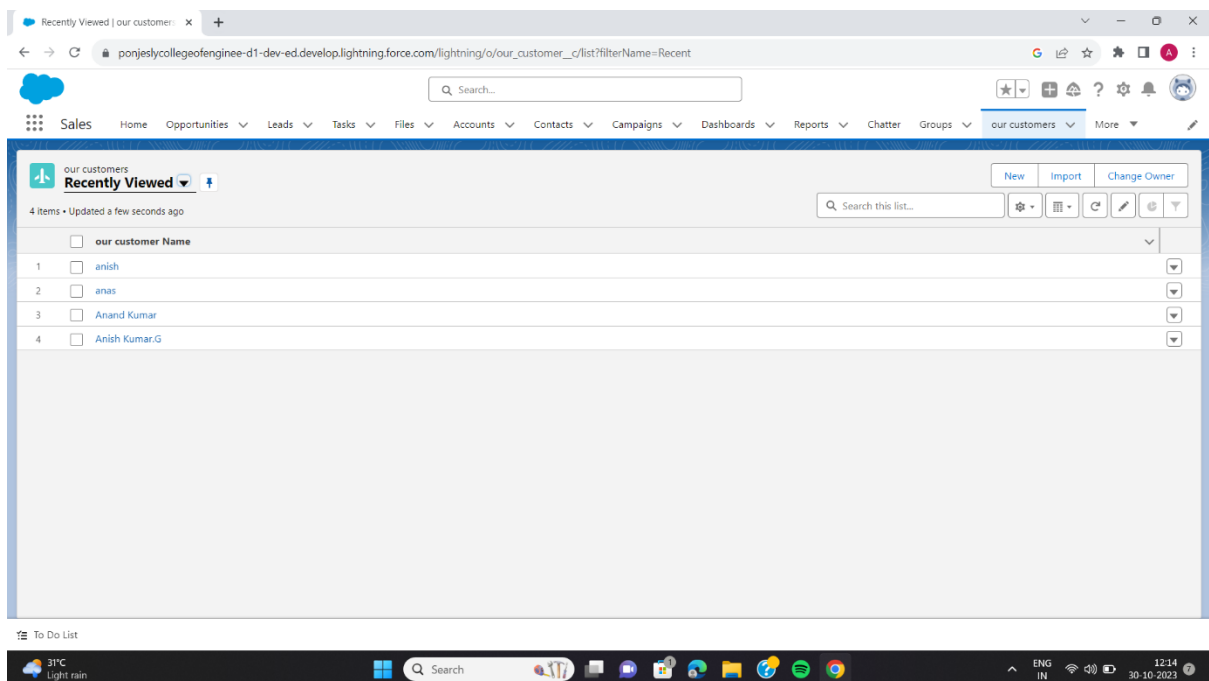 Recently Viewed | our customers
ponjeslycollegeofenginee-d1-dev-ed.develop.lightning.force.com/lightning/o/our_customer__c/list?filterName=Recent
G
A
Search...
Sales Home Opportunities Leads Tasks Files Accounts Contacts Campaigns Dashboards Reports Chatter Groups our customers More
our customers
Recently Viewed
New Import Change Owner
4 items • Updated a few seconds ago
Search this list...
our customer Name
1 anish
2 anas
3 Anand Kumar
4 Anish Kumar.G
To Do List
31°C
Light rain
Search
ENG
IN
12:14
30-10-2023